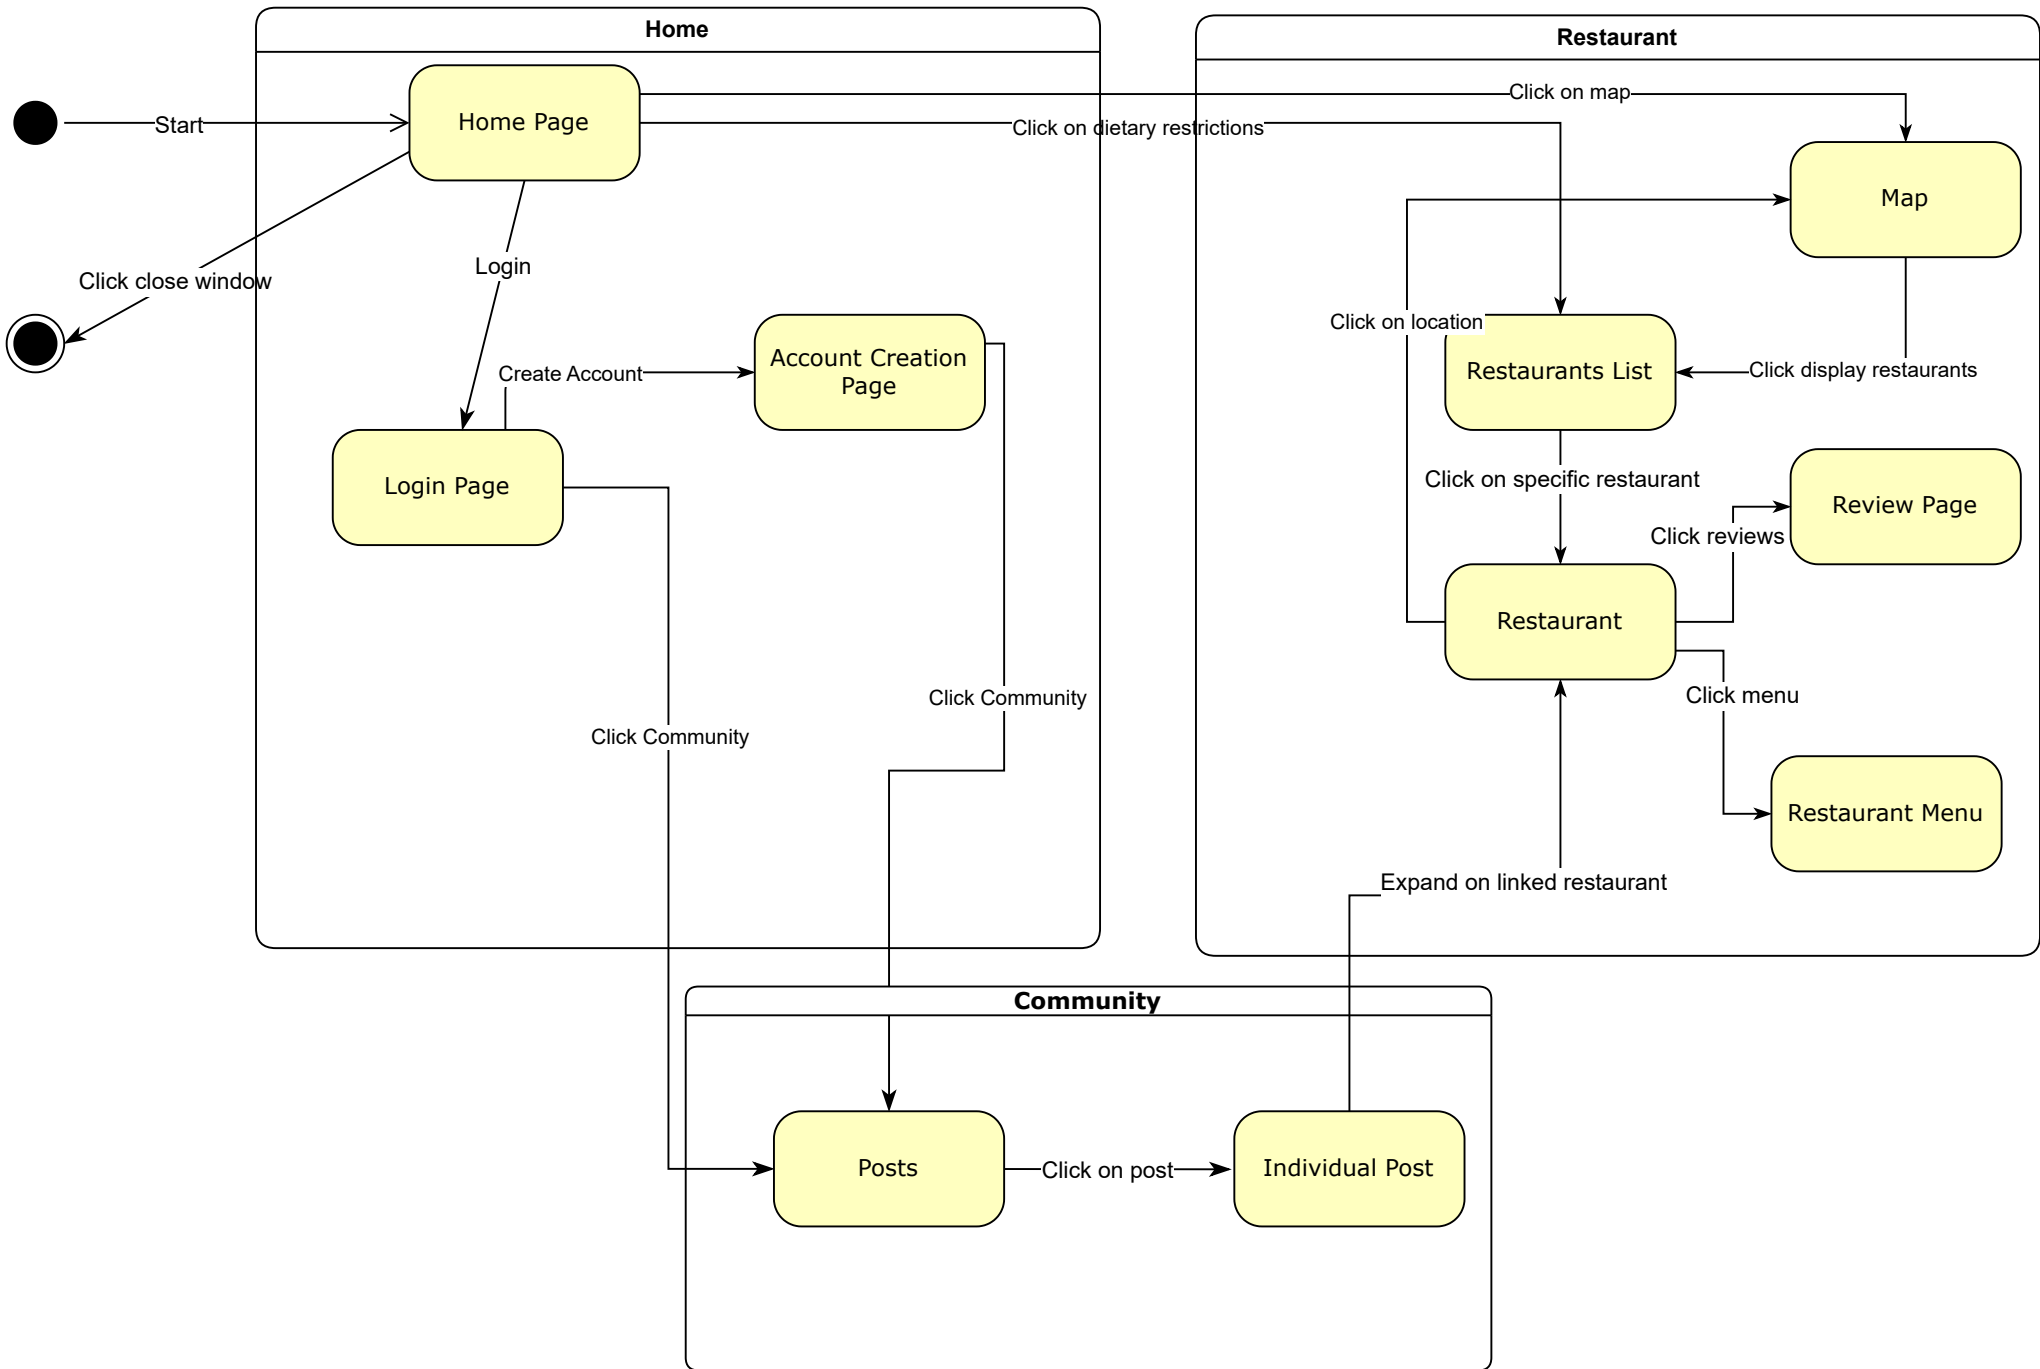 Home
Restaurant
Start
Home Page
Click on map
Click on dietary restrictions
Map
Click close window
Login
Click on location
Create Account
Account Creation
Page
Restaurants List
Click display restaurants
Login Page
Click on specific restaurant
Review Page
Click reviews
Restaurant
Click menu
Click Community
Click Community
Restaurant Menu
Expand on linked restaurant
Community
Posts
Click on post
Individual Post